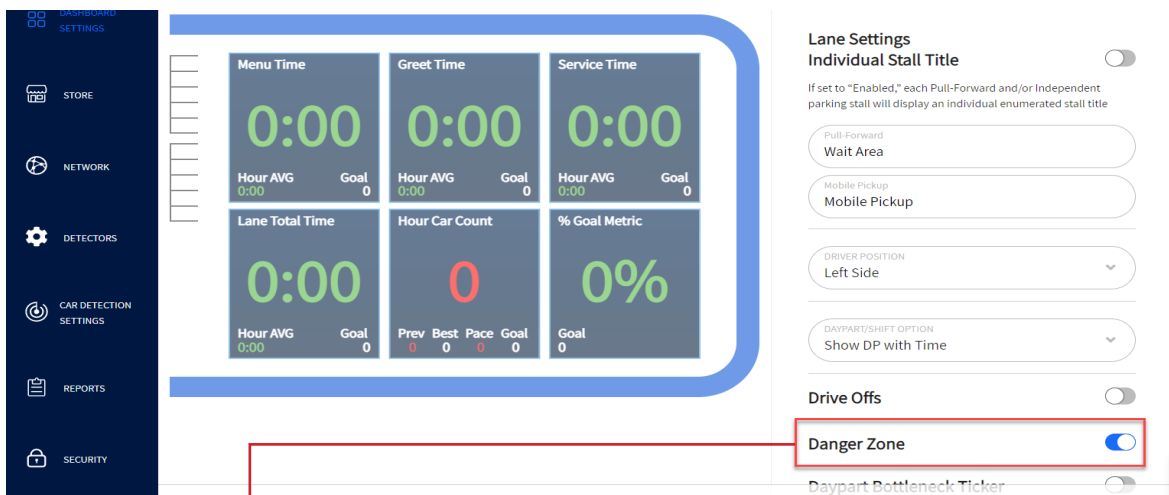 DASHBOARD
SETTINGS
STORE
NETWORK
DETECTORS
CAR DETECTION
SETTINGS
REPORTS
SECURITY
Menu Time
0:00
Hour AVG Goal
0:00 0
Greet Time
0:00
Hour AVG Goal
0:00 0
Service Time
0:00
Hour AVG Goal
0:00 0
Lane Total Time
0:00
Hour AVG Goal
0:00 0
Hour Car Count
0
Prev Best Pace Goal
0 0 0 0
% Goal Metric
0%
Goal
0
Lane Settings
Individual Stall Title
If set to “Enabled,” each Pull-Forward and/or Independent
parking stall will display an individual enumerated stall title
Pull-Forward
Wait Area
Mobile Pickup
Mobile Pickup
DRIVER POSITION
Left Side
DAYPART/SHIFT OPTION
Show DP with Time
Drive Offs
Danger Zone
Daypart Bottleneck Ticker